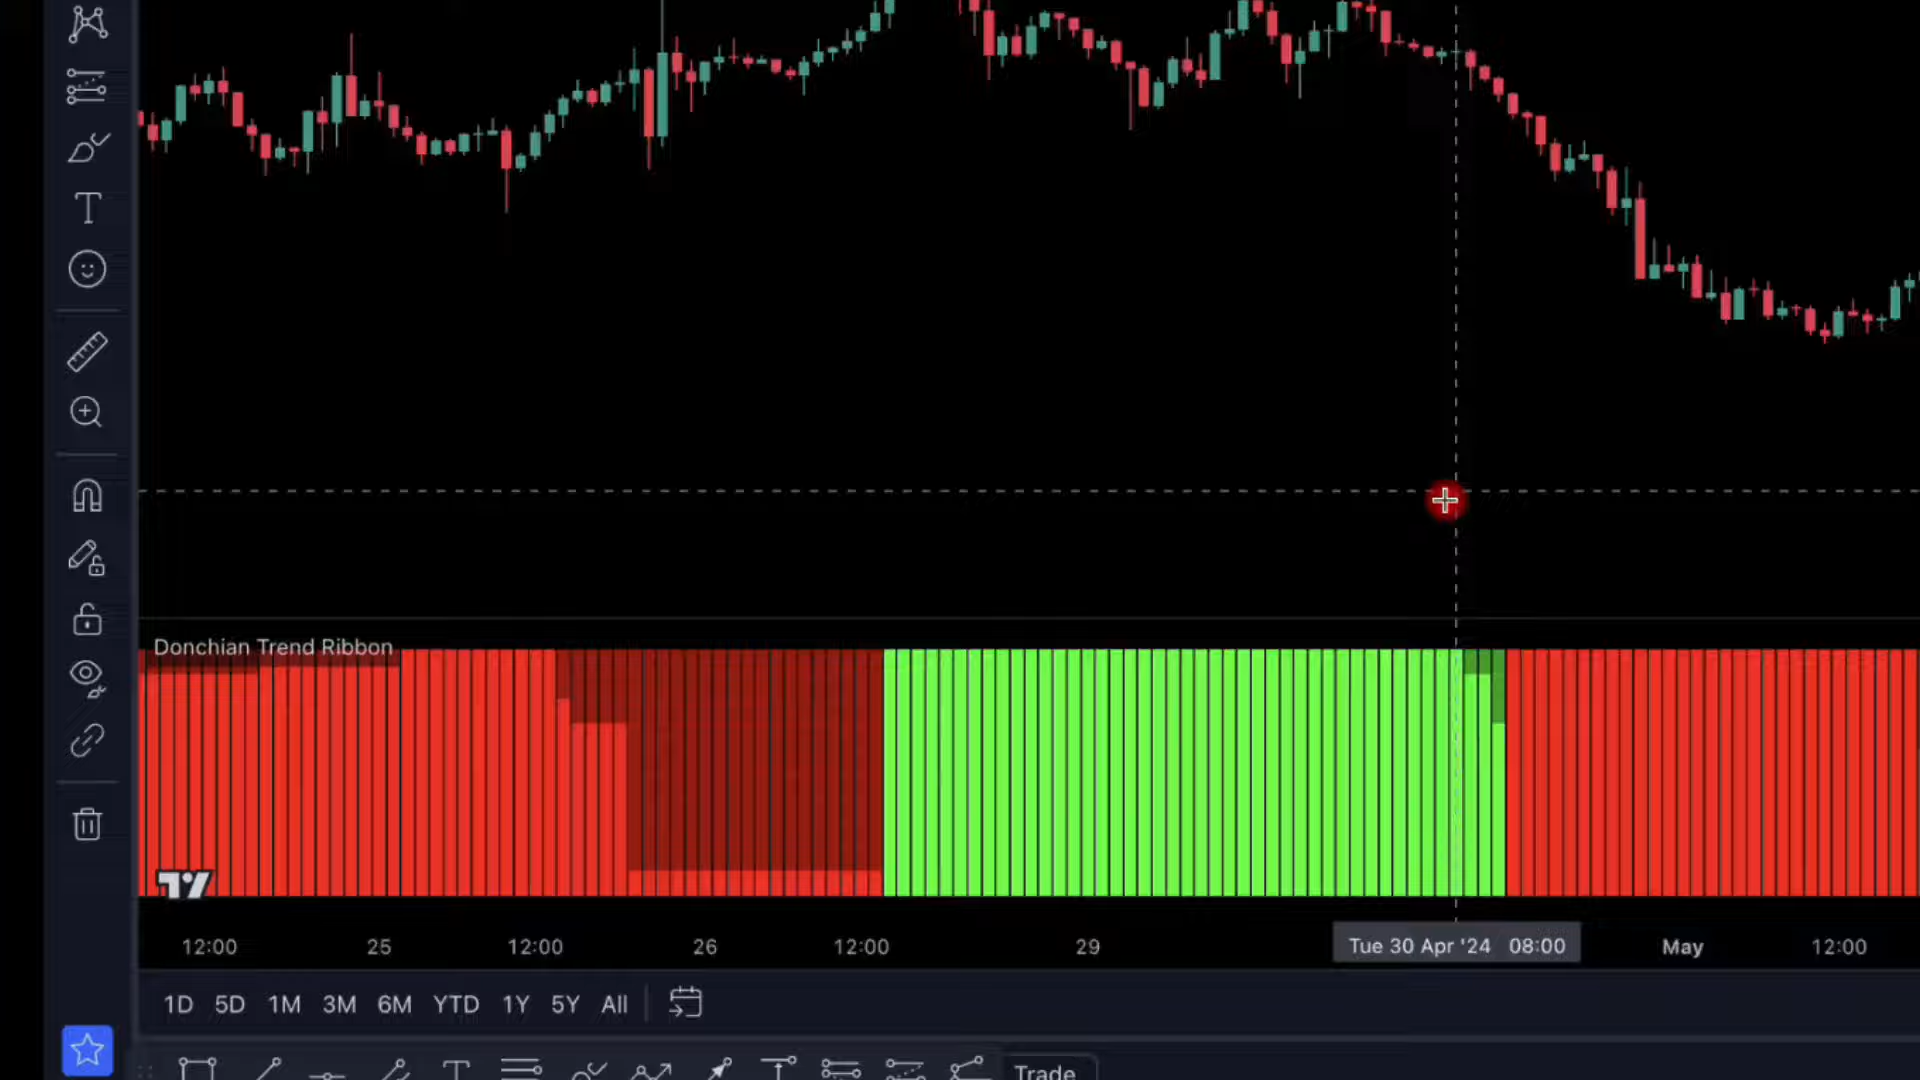 Donchian Trend Ribbon
12:00 25 12:00 26 12:00 29 Tue 30 Apr '24 08:00 May 12:00
1D 5D 1M 3M 6M YTD 1Y 5Y All
Trade